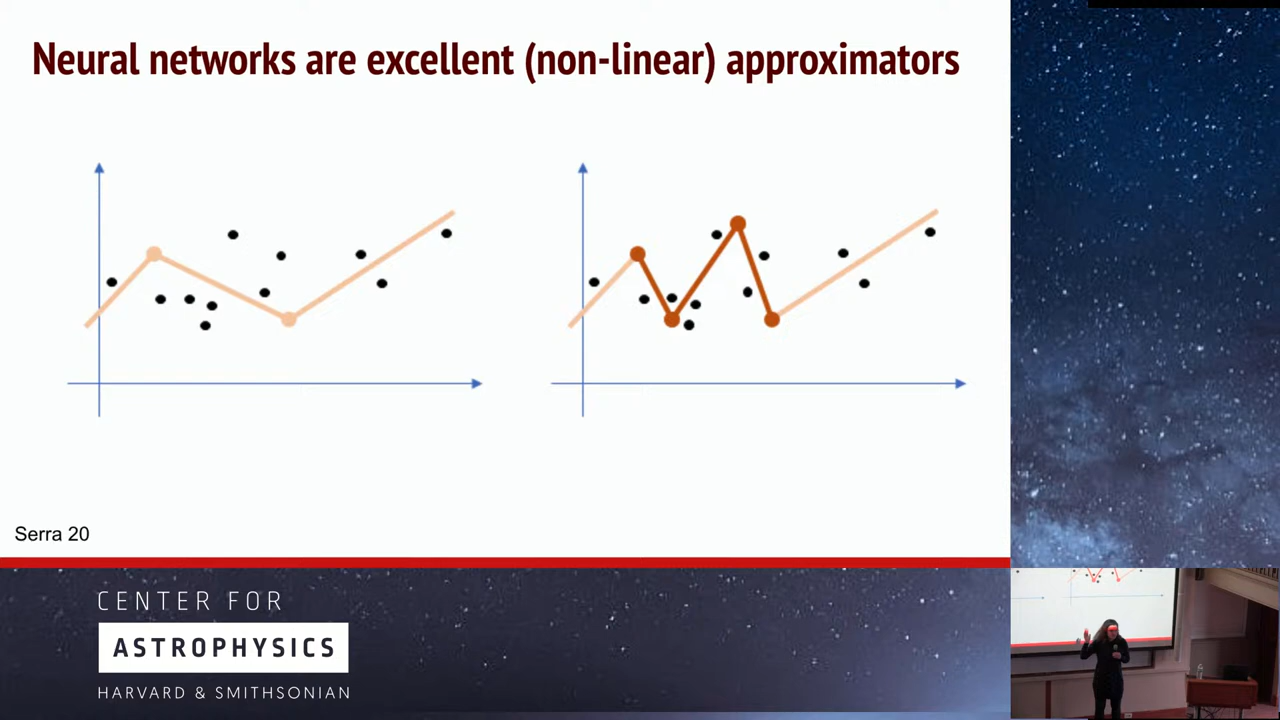 Neural networks are excellent (non-linear) approximators
Serra 20
CENTER FOR
ASTROPHYSICS
HARVARD & SMITHSONIAN